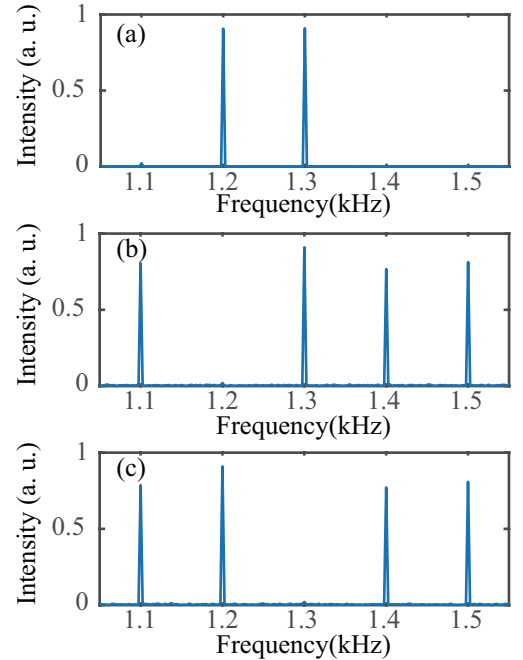 (a)
Intensity (a. u.)
1
0.5
0
1.1 1.2 1.3 1.4 1.5
Frequency(kHz)
(b)
Intensity (a. u.)
1
0.5
0
1.1 1.2 1.3 1.4 1.5
Frequency(kHz)
(c)
Intensity (a. u.)
1
0.5
0
1.1 1.2 1.3 1.4 1.5
Frequency(kHz)